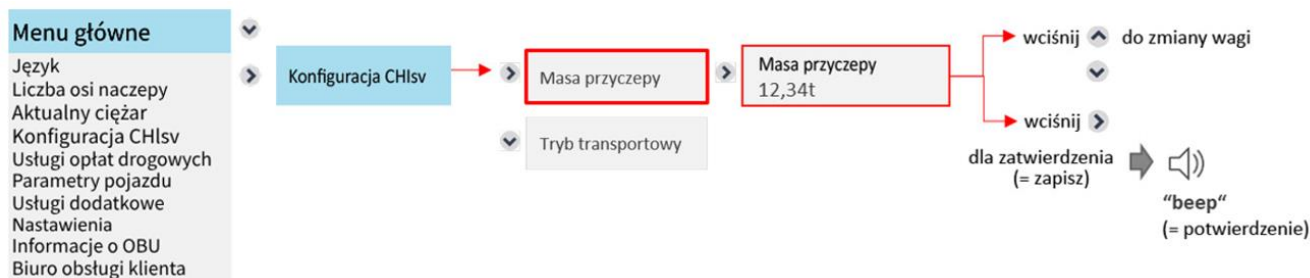 Menu główne
Język
Liczba osi naczepy
Aktualny ciężar
Konfiguracja CHlsv
Usługi opłat drogowych
Parametry pojazdu
Usługi dodatkowe
Nastawienia
Informacje o OBU
Biuro obsługi klienta
Konfiguracja CHlsv
Masa przyczepy
Tryb transportowy
Masa przyczepy
12,34t
wciśnij do zmiany wagi
wciśnij
dla zatwierdzenia
(= zapisz)
“beep“
(= potwierdzenie)